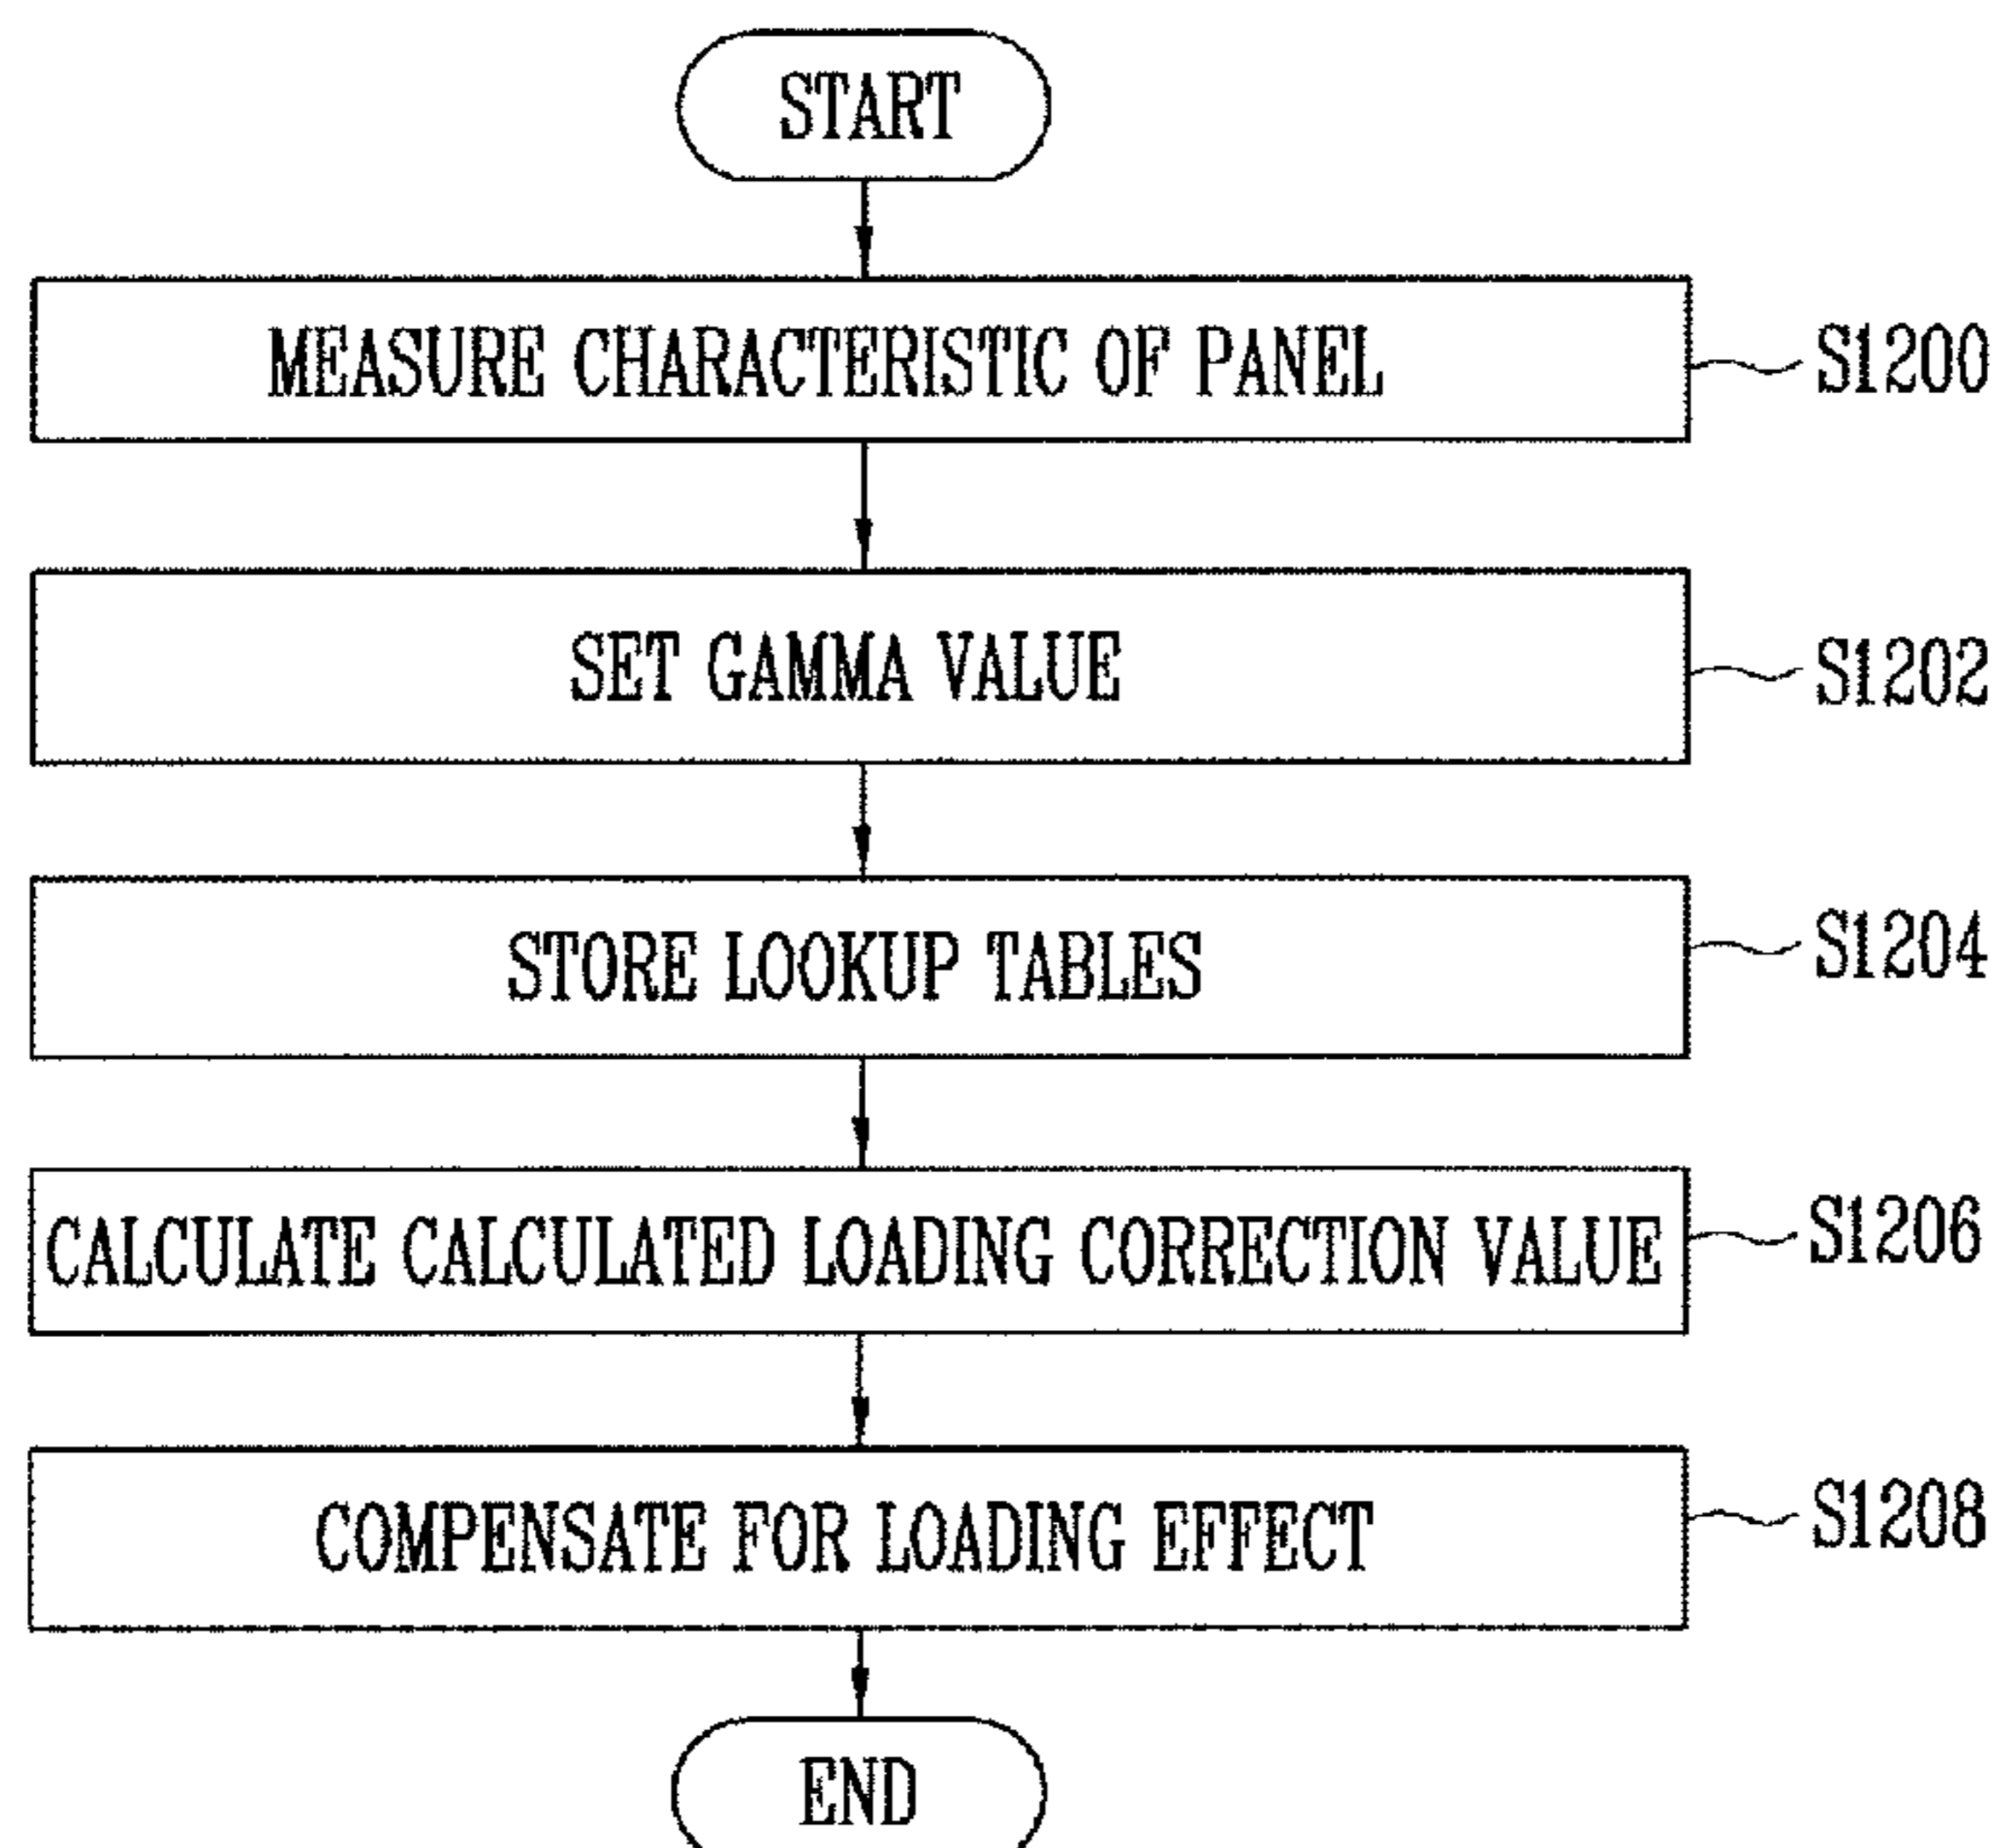 START
MEASURE CHARACTERISTIC OF PANEL
S1200
SET GAMMA VALUE
S1202
STORE LOOKUP TABLES
S1204
CALCULATE CALCULATED LOADING CORRECTION VALUE
S1206
COMPENSATE FOR LOADING EFFECT
S1208
END